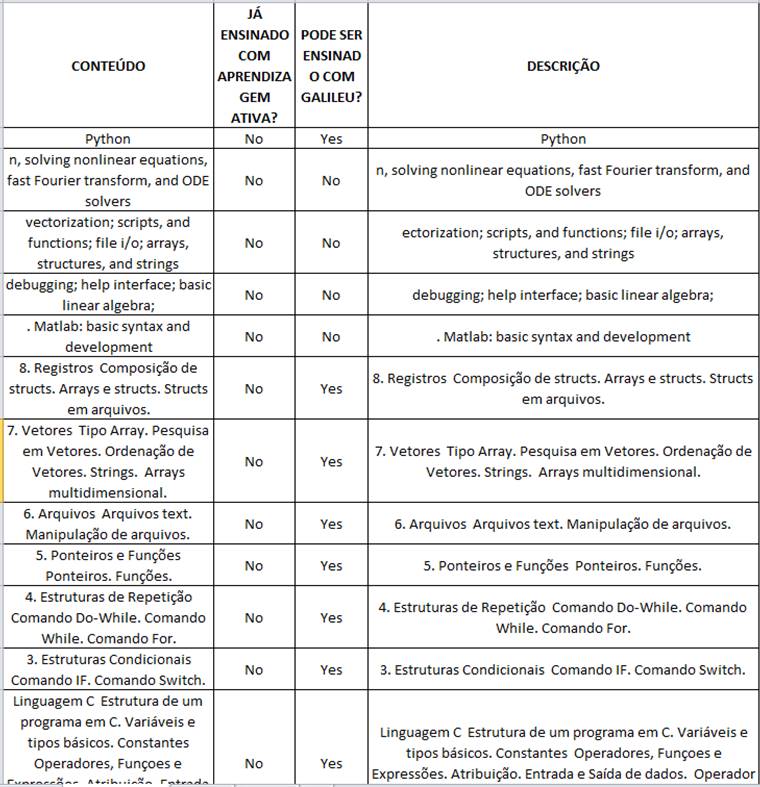 CONTEÚDO
JÁ
ENSINADO
COM
APRENDIZA
GEM
ATIVA?
PODE SER
ENSINAD
O COM
GALILEU?
DESCRIÇÃO
Python
No
Yes
Python
n, solving nonlinear equations,
fast Fourier transform, and ODE
solvers
No
No
n, solving nonlinear equations, fast Fourier transform, and
ODE solvers
vectorization; scripts, and
functions; file i/o; arrays,
structures, and strings
No
No
ectorization; scripts, and functions; file i/o; arrays,
structures, and strings
debugging; help interface; basic
linear algebra;
No
No
debugging; help interface; basic linear algebra;
. Matlab: basic syntax and
development
No
No
. Matlab: basic syntax and development
8. Registros  Composição de
structs. Arrays e structs. Structs
em arquivos.
No
Yes
8. Registros  Composição de structs. Arrays e structs. Structs
em arquivos.
7. Vetores  Tipo Array. Pesquisa
em Vetores. Ordenação de
Vetores. Strings.  Arrays
multidimensional.
No
Yes
7. Vetores  Tipo Array. Pesquisa em Vetores. Ordenação de
Vetores. Strings.  Arrays multidimensional.
6. Arquivos  Arquivos text.
Manipulação de arquivos.
No
Yes
6. Arquivos  Arquivos text. Manipulação de arquivos.
5. Ponteiros e Funções
Ponteiros. Funções.
No
Yes
5. Ponteiros e Funções  Ponteiros. Funções.
4. Estruturas de Repetição
Comando Do-While. Comando
While. Comando For.
No
Yes
4. Estruturas de Repetição  Comando Do-While. Comando
While. Comando For.
3. Estruturas Condicionais
Comando IF. Comando Switch.
No
Yes
3. Estruturas Condicionais  Comando IF. Comando Switch.
Linguagem C  Estrutura de um
programa em C. Variáveis e
tipos básicos. Constantes
Operadores, Funçoes e
Expressões. Atribuição. Entrada
No
Yes
Linguagem C  Estrutura de um programa em C. Variáveis e
tipos básicos. Constantes  Operadores, Funçoes e
Expressões. Atribuição. Entrada e Saída de dados.  Operador